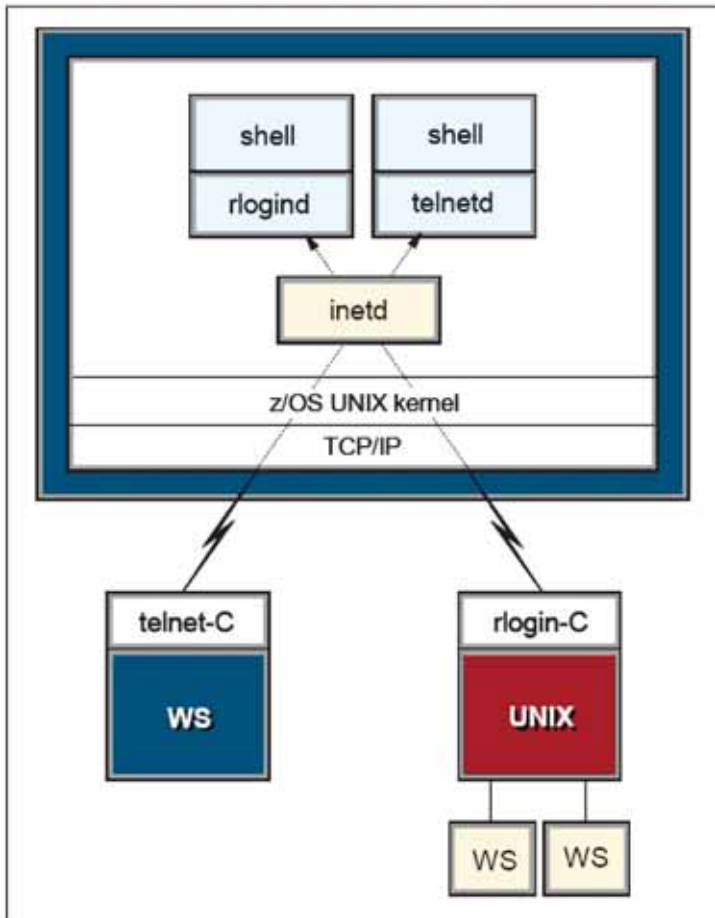 shell
shell
rlogind
telnetd
inetd
z/OS UNIX kernel
TCP/IP
telnet-C
rlogin-C
WS
UNIX
WS
WS